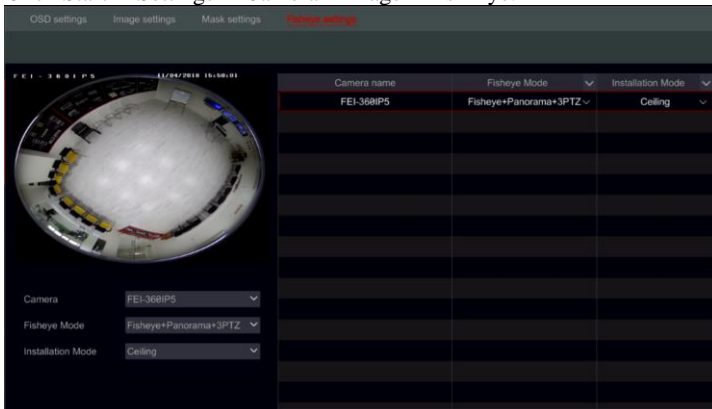 OSD settings Image settings Mask settings Fisheye settings
FEI-360IP5 11/04/2018 15:50:01
Camera name Fisheye Mode Installation Mode
FEI-360IP5 Fisheye+Panorama+3PTZ Ceiling
Camera FEI-360IP5
Fisheye Mode Fisheye+Panorama+3PTZ
Installation Mode Ceiling